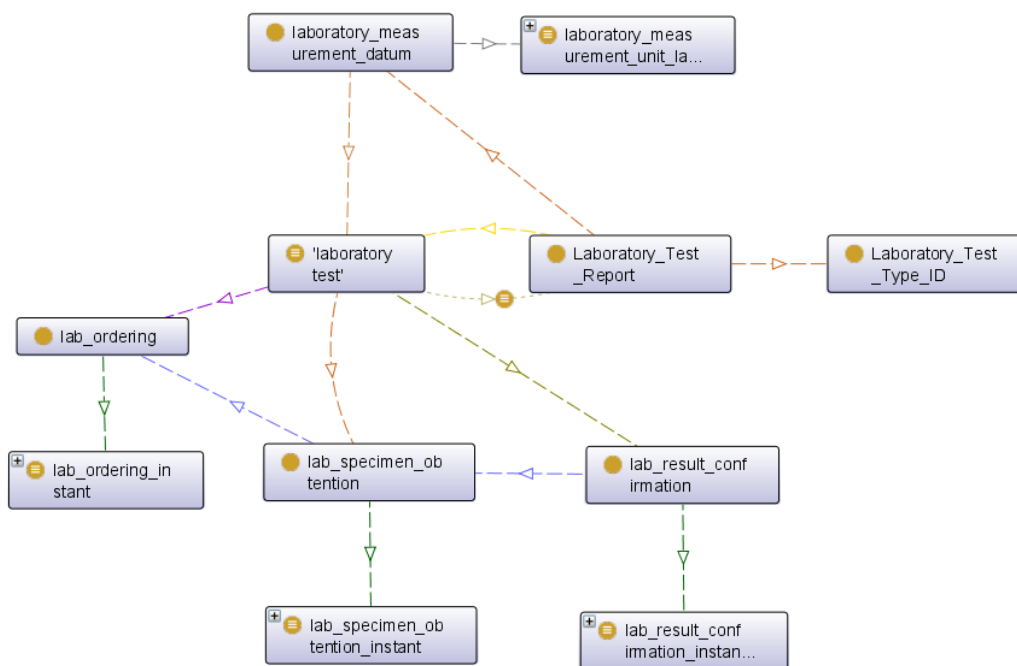 laboratory_meas
urement_datum
laboratory_meas
urement_unit_la...
'laboratory
test'
Laboratory_Test
_Report
Laboratory_Test
_Type_ID
lab_ordering
lab_ordering_in
stant
lab_specimen_ob
tention
lab_result_conf
irmation
lab_specimen_ob
tention_instant
lab_result_conf
irmation_instan...